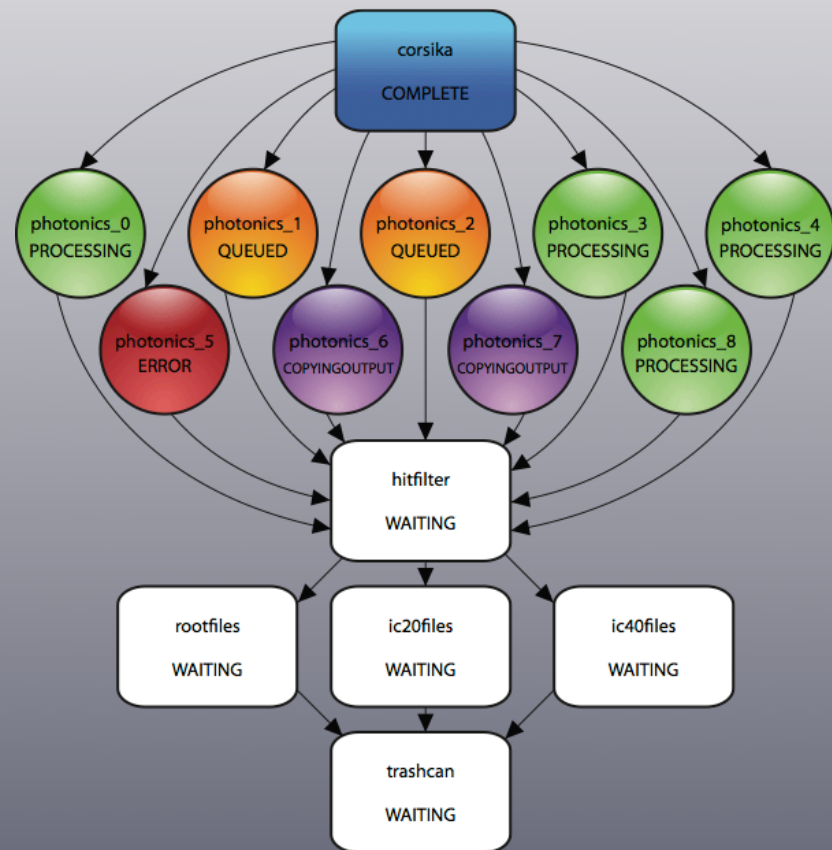 corsika
COMPLETE
photonics_0
PROCESSING
photonics_1
QUEUED
photonics_2
QUEUED
photonics_3
PROCESSING
photonics_4
PROCESSING
photonics_5
ERROR
photonics_6
COPYINGOUTPUT
photonics_7
COPYINGOUTPUT
photonics_8
PROCESSING
hitfilter
WAITING
rootfiles
WAITING
ic20files
WAITING
ic40files
WAITING
trashcan
WAITING